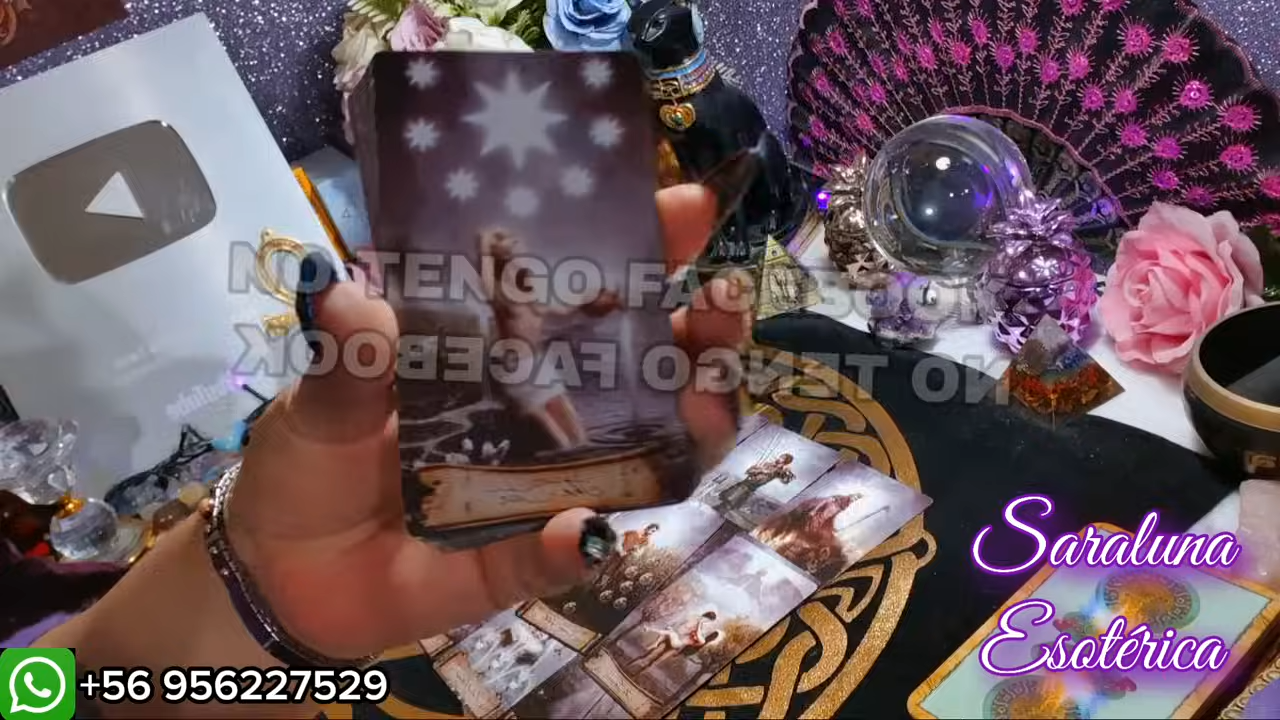 NO TENGO FACEBOOK
NO TENGO FACEBOOK
Saraluna
Esotérica
+56 956227529